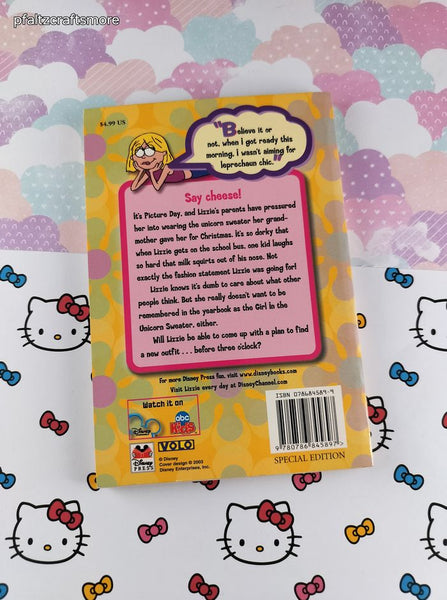 pfaltzcraftsmore
$4.99 US
"Believe it or
not, when I got ready this
morning, I wasn't aiming for
leprechaun chic."
Say cheese!
It's Picture Day, and Lizzie's parents have pressured
her into wearing the unicorn sweater her grand-
mother gave her for Christmas. It's so dorky that
when Lizzie gets on the school bus, one kid laughs
so hard that milk squirts out of his nose. Not
exactly the fashion statement Lizzie was going for!
Lizzie knows it's dumb to care about what other
people think. But she really doesn't want to be
remembered in the yearbook as the Girl in the
Unicorn Sweater, either.
Will Lizzie be able to come up with a plan to find
a new outfit . . . before three o'clock?
For more Disney Press fun, visit www.disneybooks.com
Visit Lizzie every day at DisneyChannel.com
Watch it on
Disney
abc
Kids
Disney
PRESS
VOLO
© Disney
Cover design © 2003
Disney Enterprises, Inc.
ISBN 0786845899-9
9 780786 845897
SPECIAL EDITION